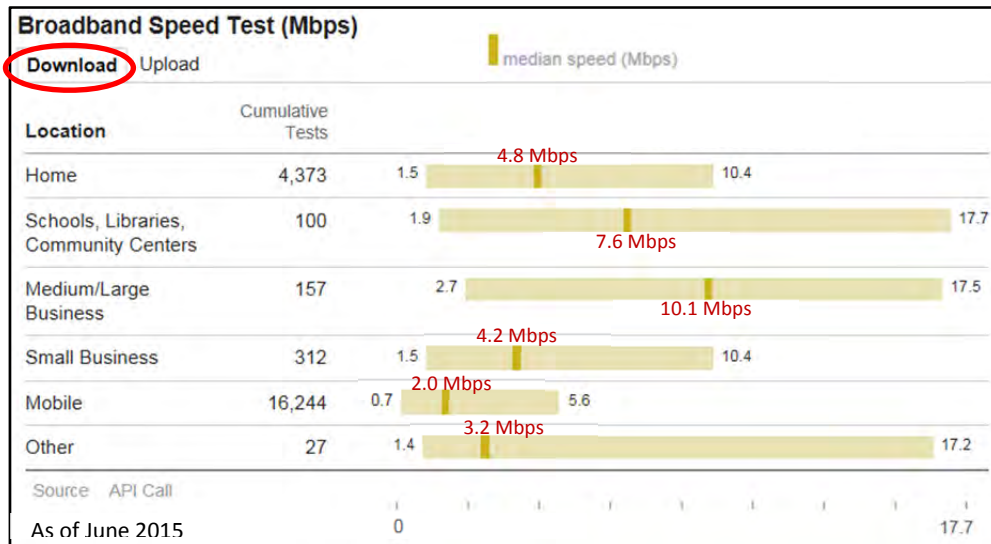 Broadband Speed Test (Mbps)
Download Upload
median speed (Mbps)
Location
Cumulative
Tests
Home 4,373 1.5 4.8 Mbps 10.4
Schools, Libraries,
Community Centers
100 1.9 7.6 Mbps 17.7
Medium/Large
Business
157 2.7 10.1 Mbps 17.5
Small Business 312 1.5 4.2 Mbps 10.4
Mobile 16,244 0.7 2.0 Mbps 5.6
Other 27 1.4 3.2 Mbps 17.2
Source API Call
As of June 2015
0 17.7